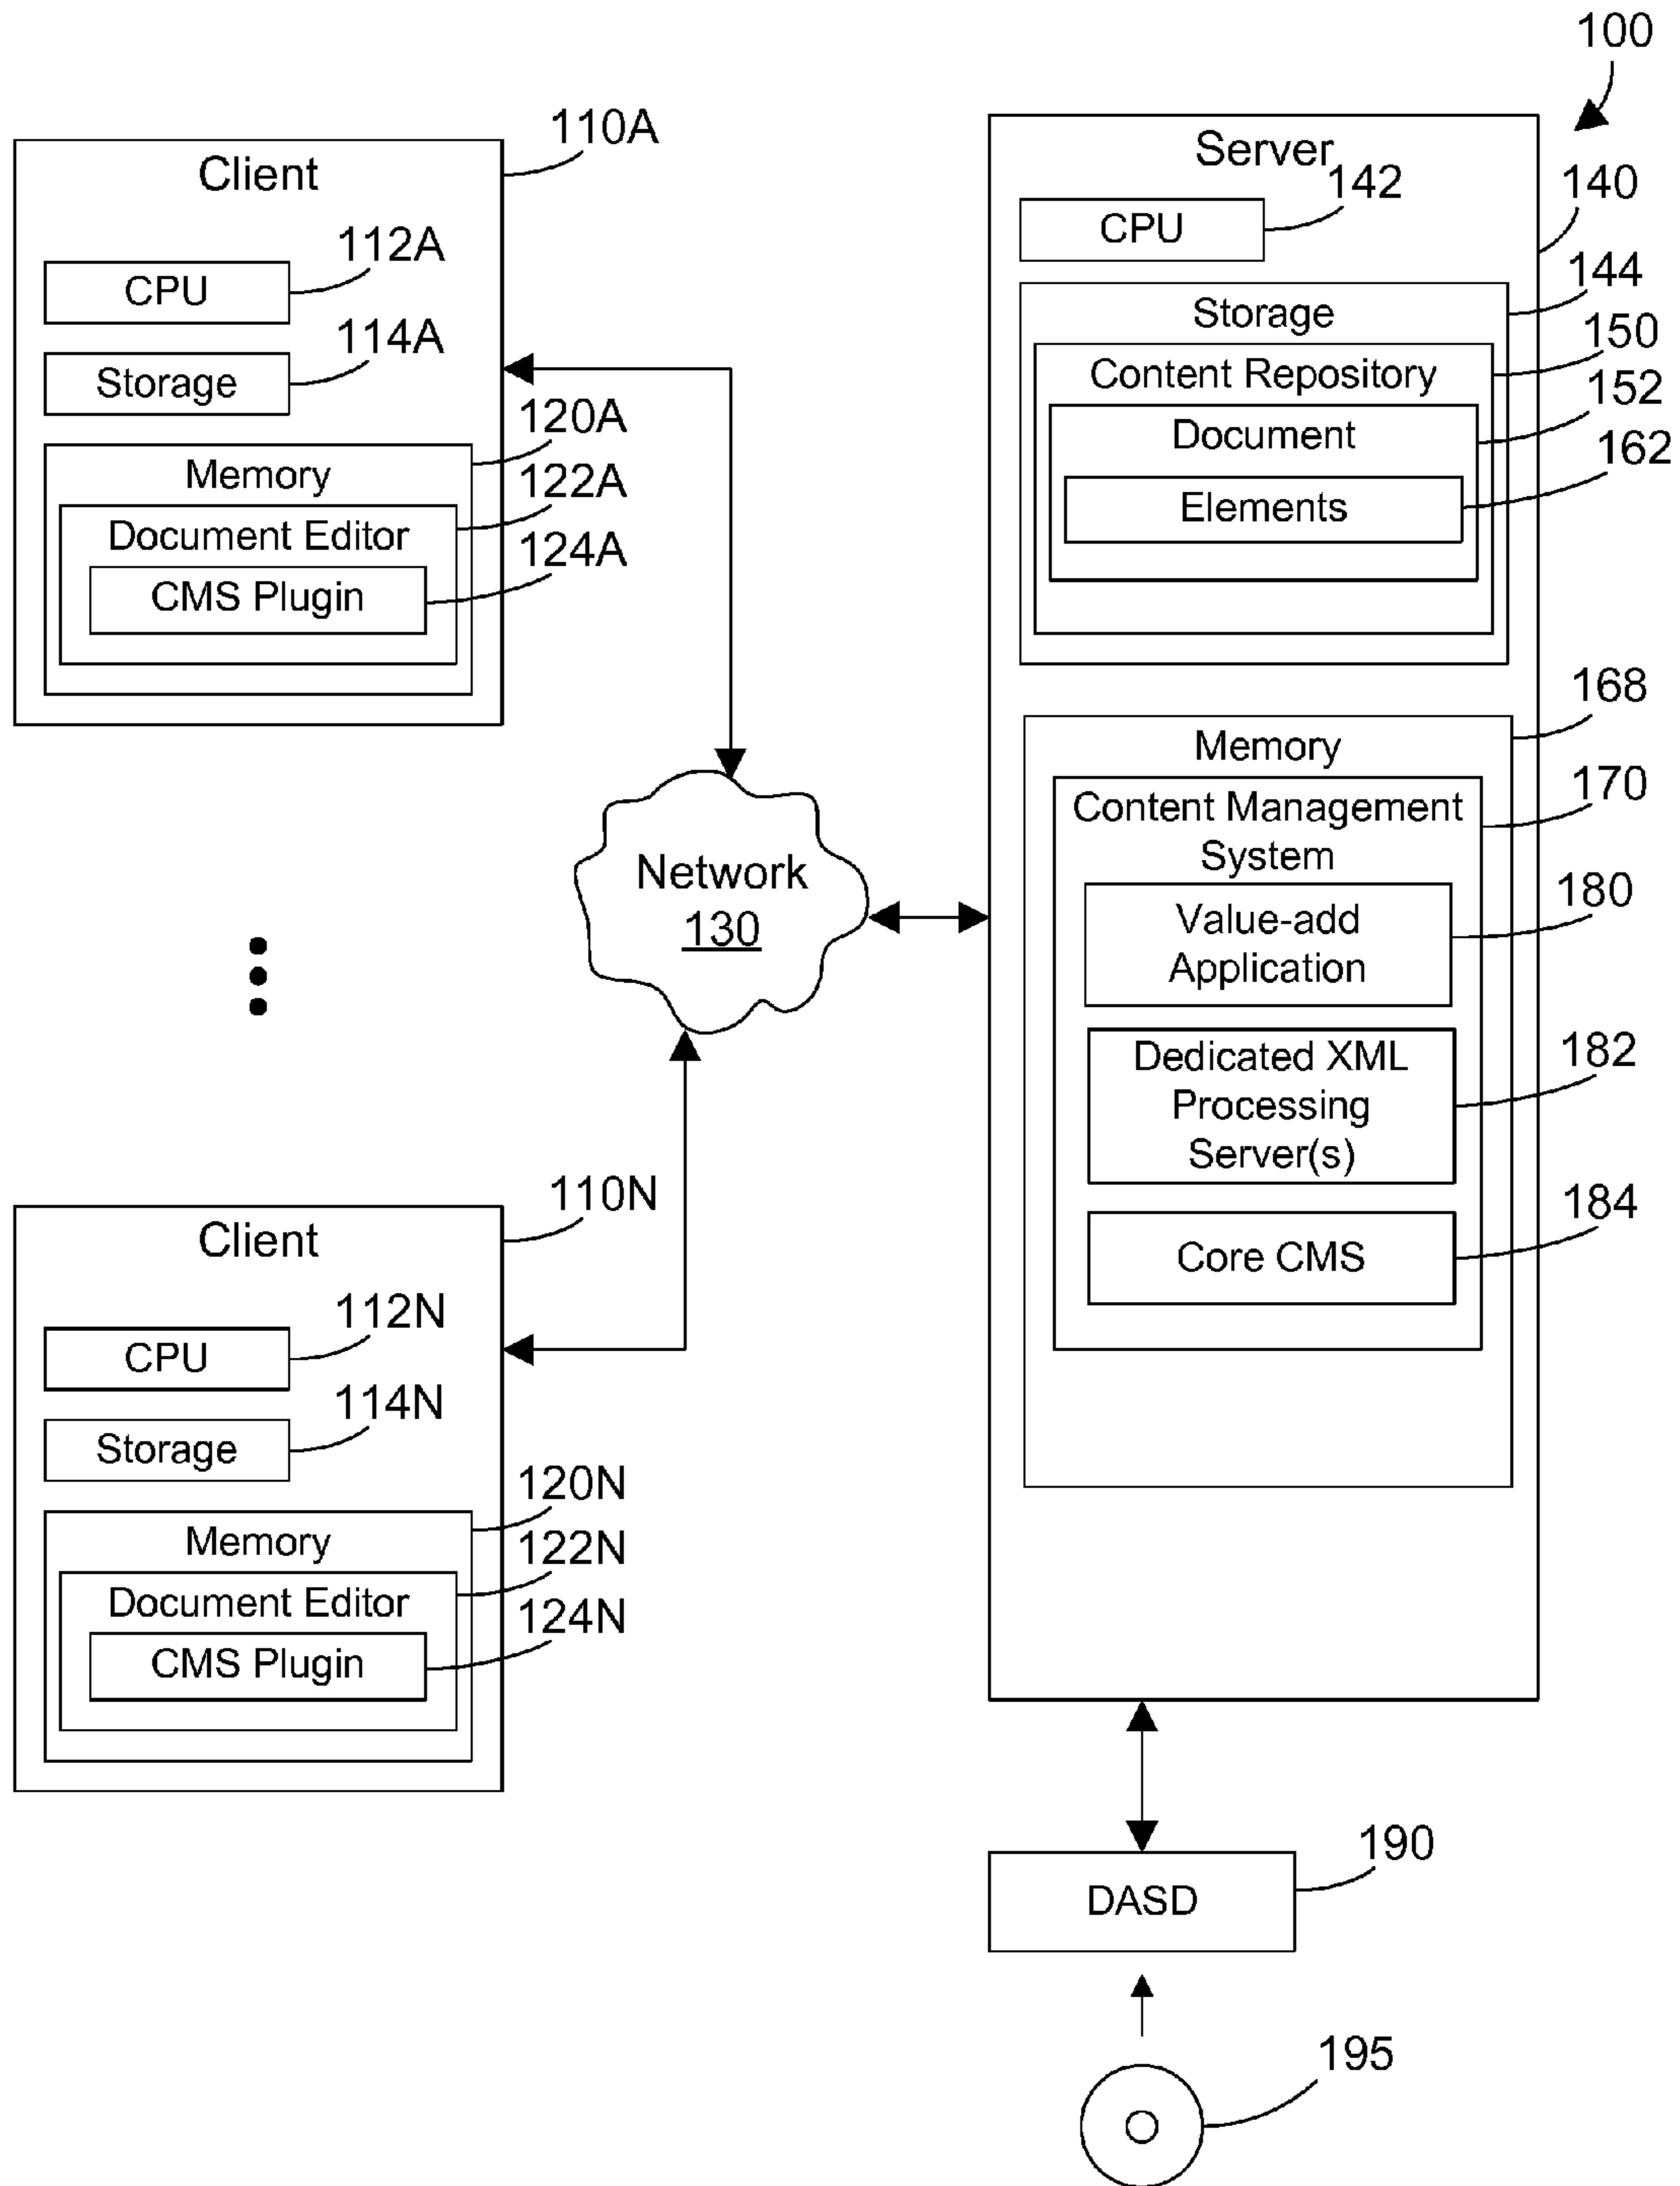 100
110A
Client
112A
CPU
114A
Storage
120A
Memory
122A
Document Editor
124A
CMS Plugin
Network
130
110N
Client
112N
CPU
114N
Storage
120N
Memory
122N
Document Editor
124N
CMS Plugin
Server
140
142
CPU
144
Storage
150
Content Repository
152
Document
162
Elements
168
Memory
170
Content Management
System
180
Value-add
Application
182
Dedicated XML
Processing
Server(s)
184
Core CMS
190
DASD
195